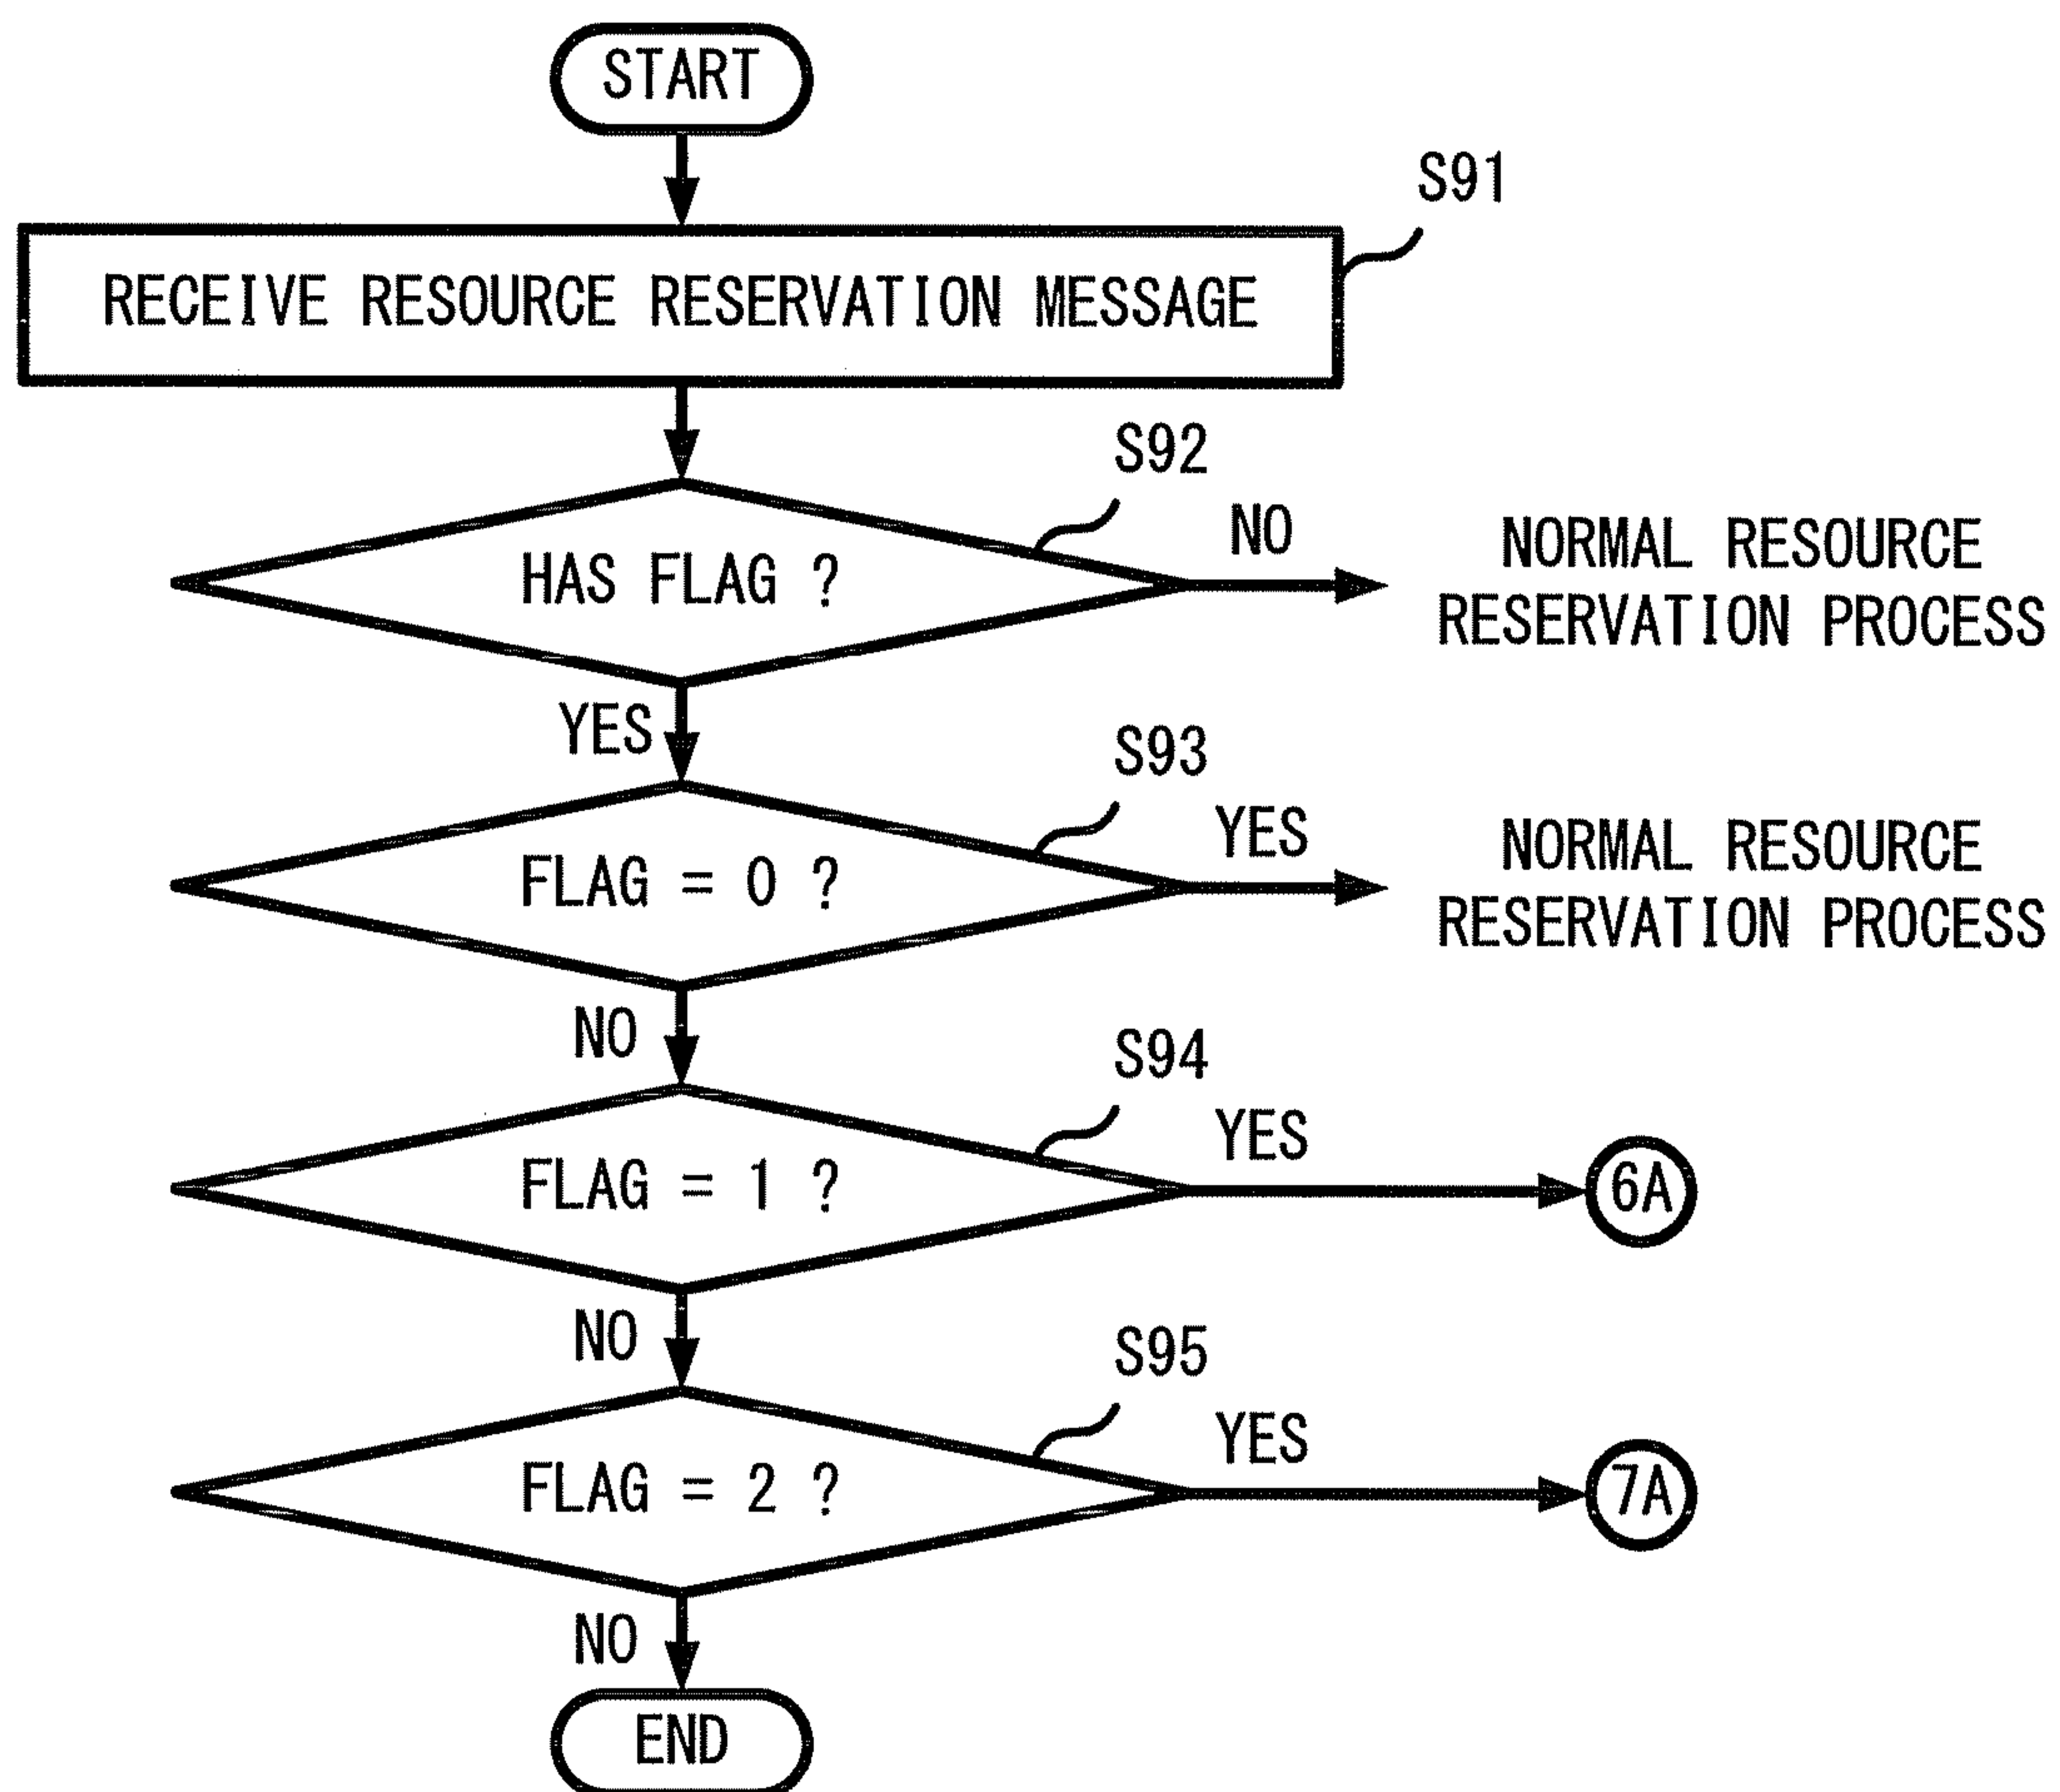 START
S91
RECEIVE RESOURCE RESERVATION MESSAGE
S92
HAS FLAG ?
NO
NORMAL RESOURCE
RESERVATION PROCESS
YES
S93
FLAG = 0 ?
YES
NORMAL RESOURCE
RESERVATION PROCESS
NO
S94
FLAG = 1 ?
YES
6A
NO
S95
FLAG = 2 ?
YES
7A
NO
END